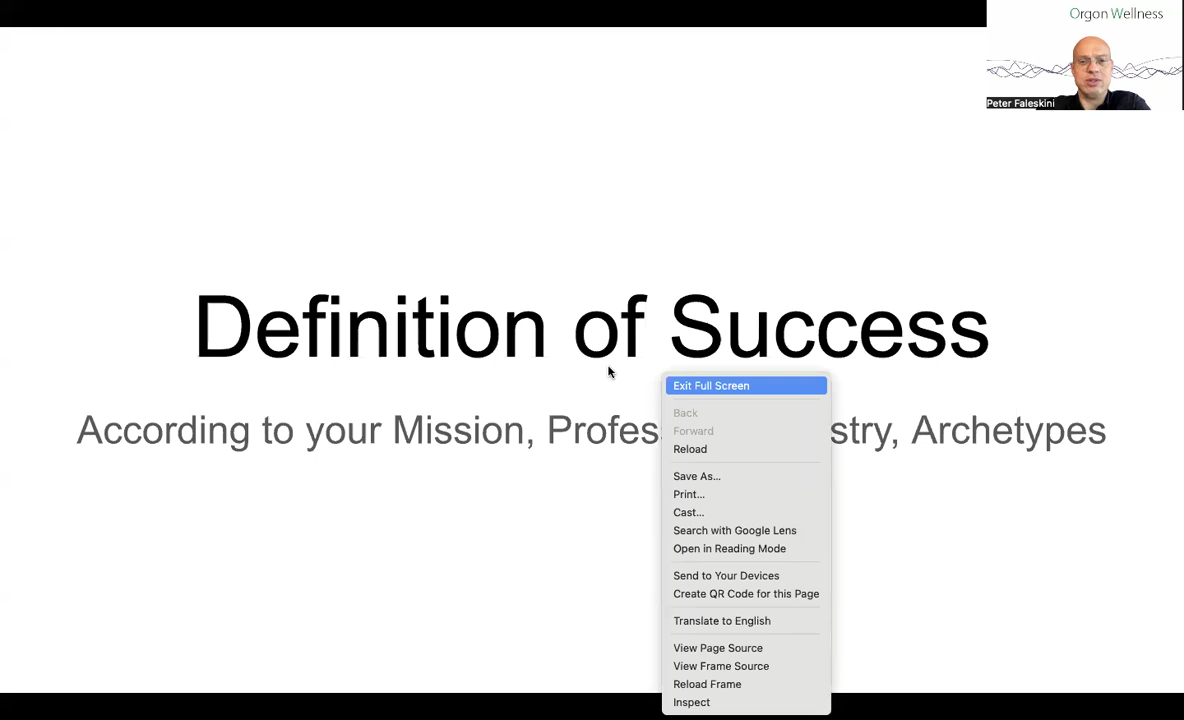 Orgon Wellness
Peter Faleskini
Definition of Success
According to your Mission, Profes stry, Archetypes
Exit Full Screen
Back
Forward
Reload
Save As...
Print...
Cast...
Search with Google Lens
Open in Reading Mode
Send to Your Devices
Create QR Code for this Page
Translate to English
View Page Source
View Frame Source
Reload Frame
Inspect